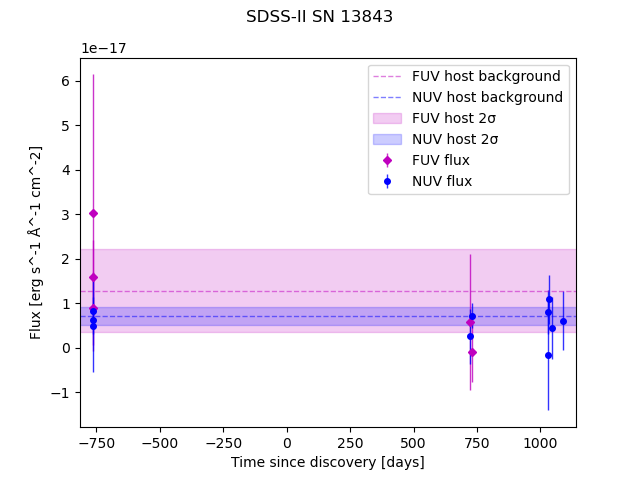 SDSS-II SN 13843
1e−17
6
5
4
3
2
1
0
−1
Flux [erg s^-1 Å^-1 cm^-2]
FUV host background
NUV host background
FUV host 2σ
NUV host 2σ
FUV flux
NUV flux
−750 −500 −250 0 250 500 750 1000
Time since discovery [days]